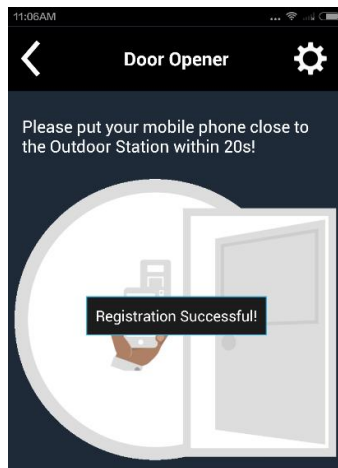 11:06AM
Door Opener
Please put your mobile phone close to
the Outdoor Station within 20s!
Registration Successful!